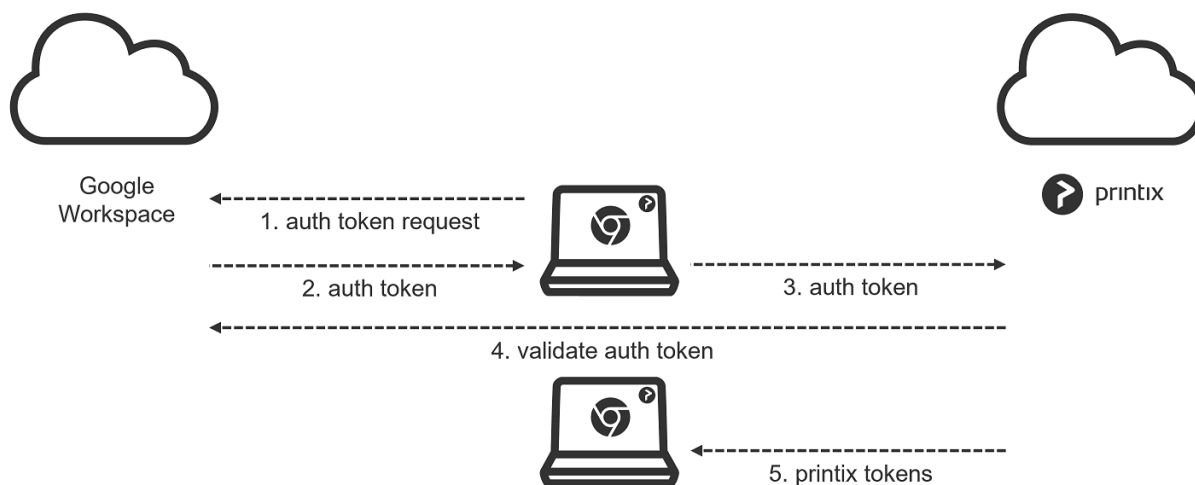 Google
Workspace
printix
1. auth token request
2. auth token
3. auth token
4. validate auth token
5. printix tokens